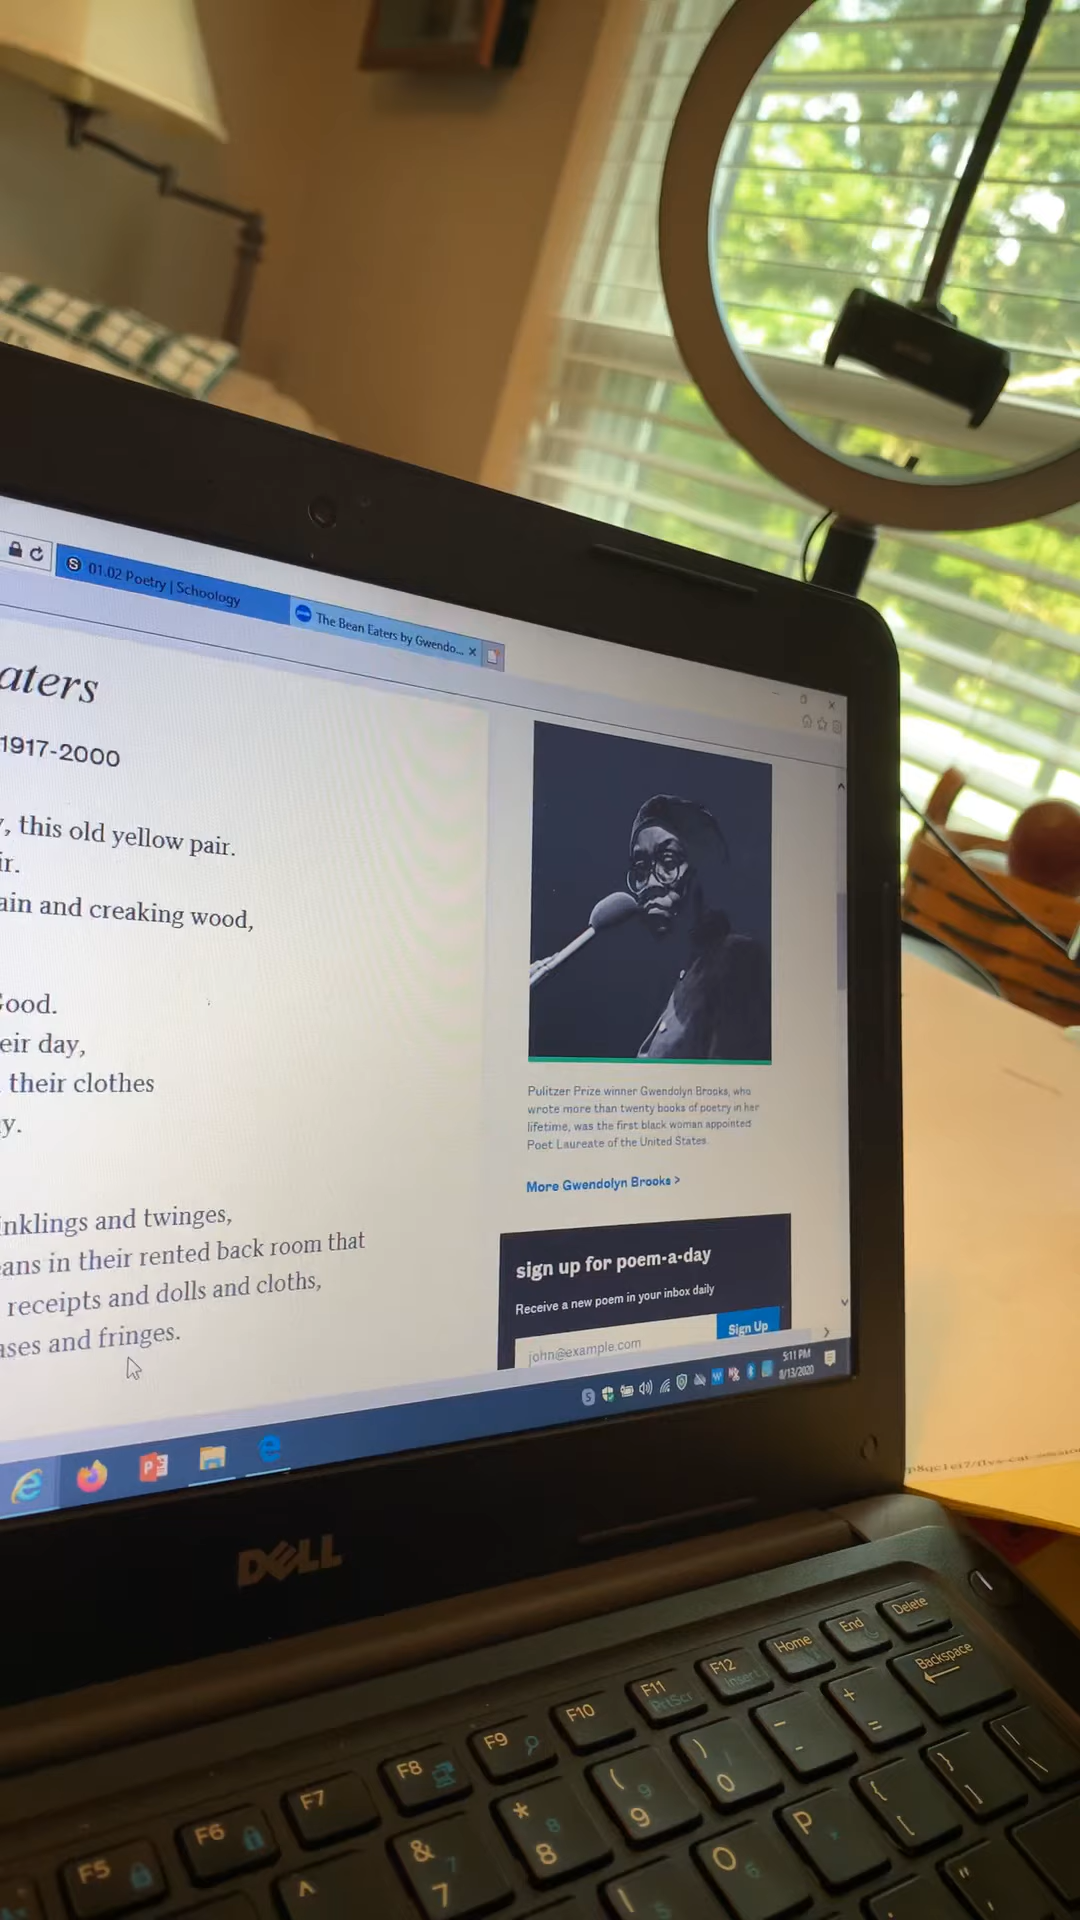 01.02 Poetry | Schoology
The Bean Eaters by Gwendo...
aters
1917-2000
, this old yellow pair.
ir.
ain and creaking wood,
ood.
eir day,
their clothes
y.
inklings and twinges,
ans in their rented back room that
receipts and dolls and cloths,
ases and fringes.
Pulitzer Prize winner Gwendolyn Brooks, who
wrote more than twenty books of poetry in her
lifetime, was the first black woman appointed
Poet Laureate of the United States.
More Gwendolyn Brooks >
sign up for poem-a-day
Receive a new poem in your inbox daily
john@example.com
Sign Up
5:11 PM
8/13/2020
DELL
Delete
End
Home
F12
Insert
F11
PrtScr
F10
F9
F8
F7
F6
F5
Backspace
+
=
-
)
0
(
9
9
*
8
8
&
7
7
^
P
O
6
I
5
{
[
}
]
|
\
"